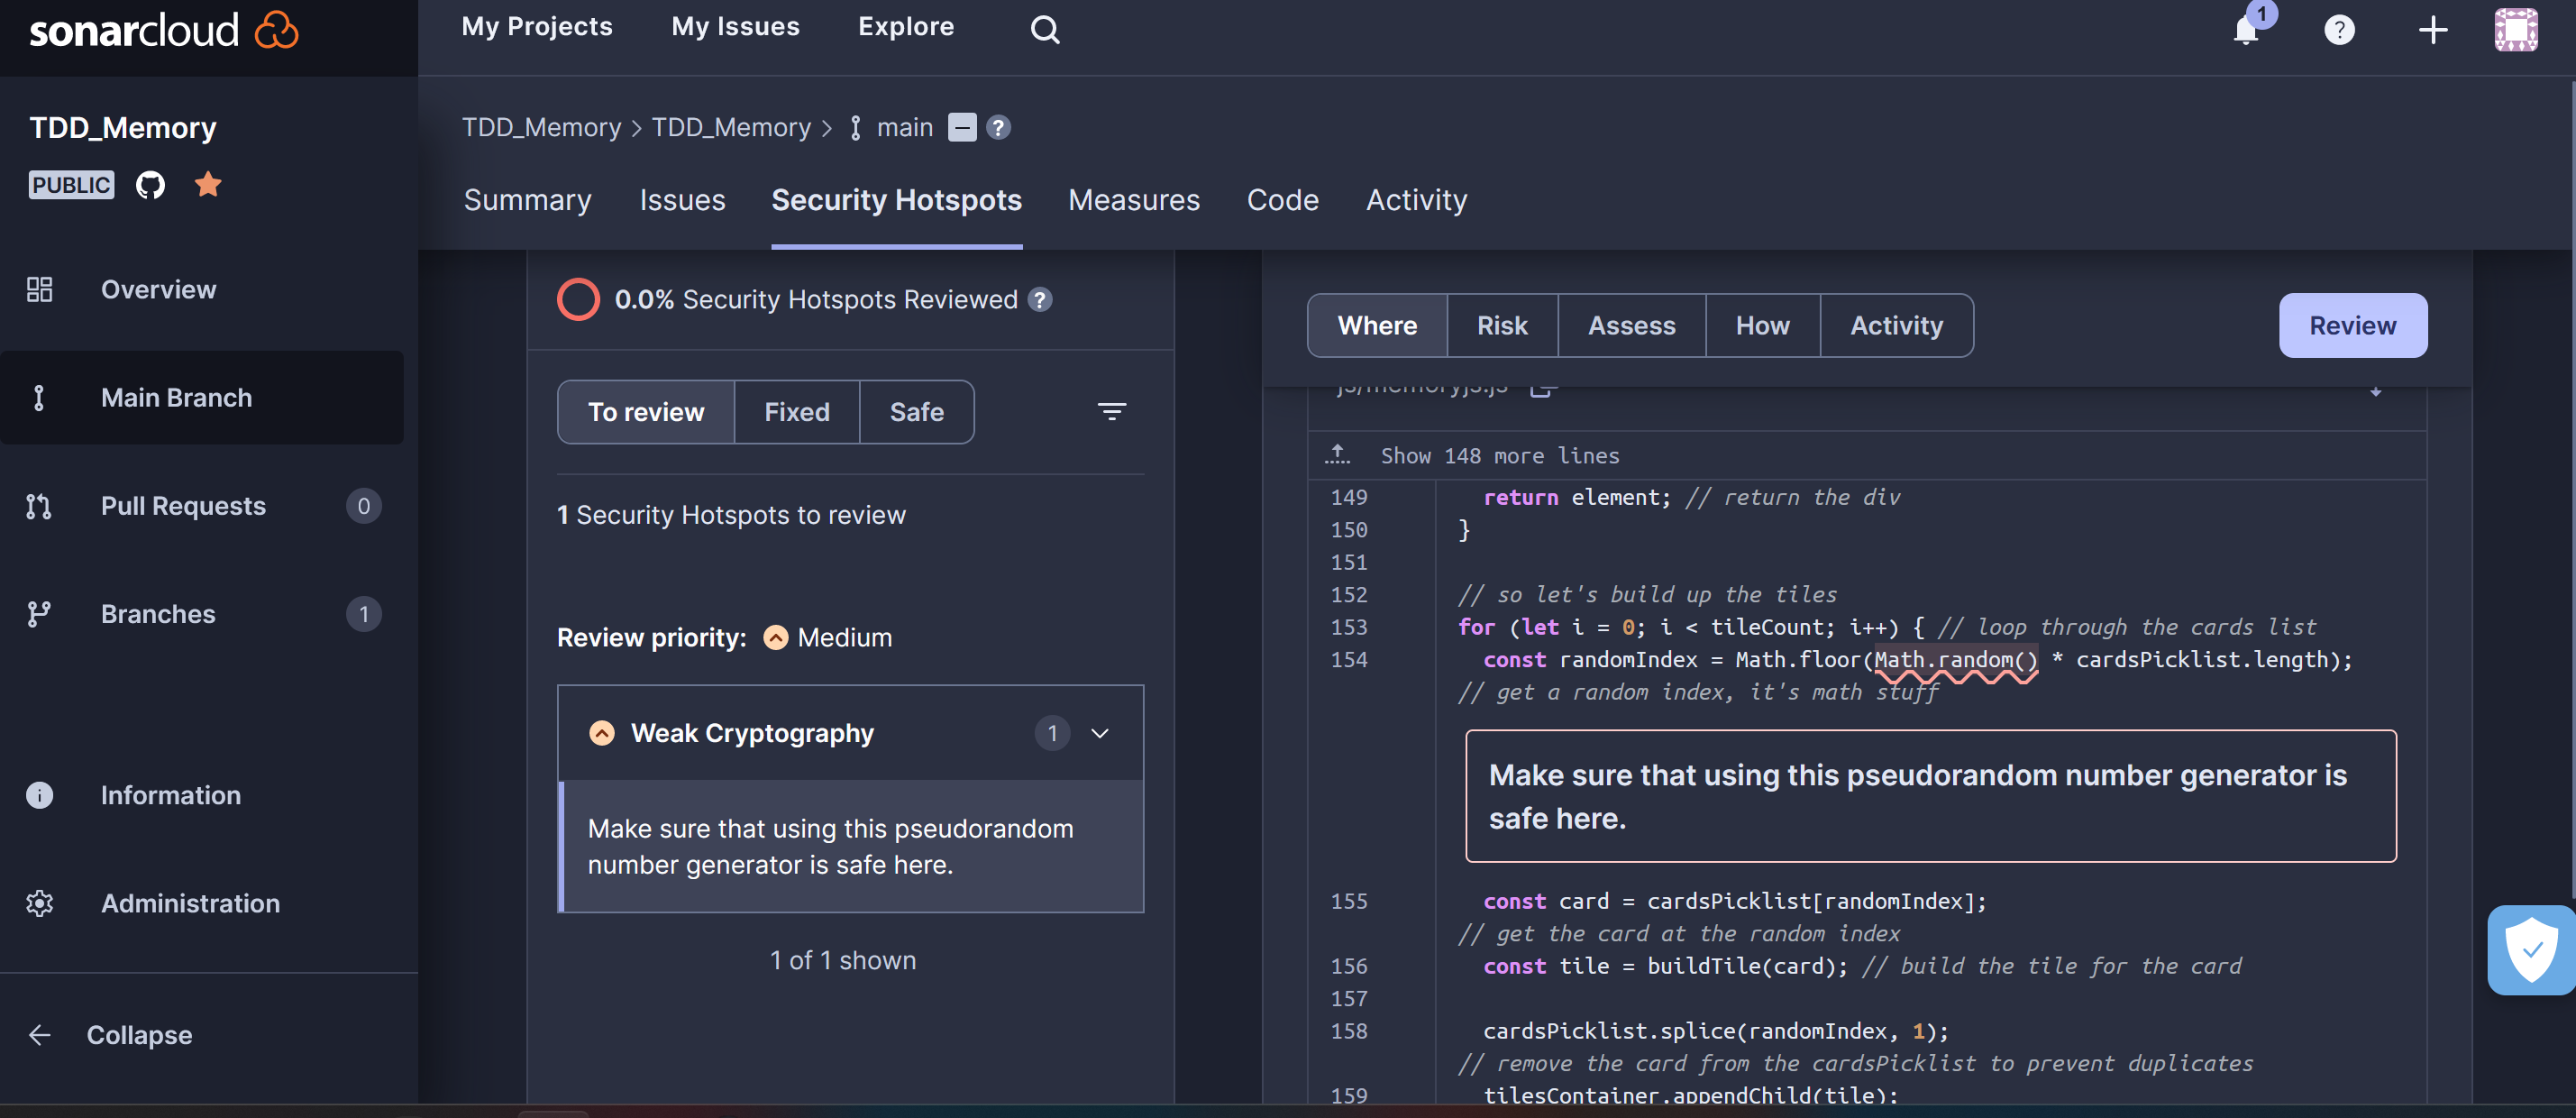 sonarcloud
My Projects
My Issues
Explore
1
?
TDD_Memory
PUBLIC
Overview
Main Branch
Pull Requests 0
Branches 1
Information
Administration
Collapse
TDD_Memory > TDD_Memory > main ?
Summary
Issues
Security Hotspots
Measures
Code
Activity
0.0% Security Hotspots Reviewed ?
To review
Fixed
Safe
1 Security Hotspots to review
Review priority: Medium
Weak Cryptography 1
Make sure that using this pseudorandom
number generator is safe here.
1 of 1 shown
Where
Risk
Assess
How
Activity
Review
js/memoryjs.js
Show 148 more lines
149 return element; // return the div
150 }
151
152 // so let's build up the tiles
153 for (let i = 0; i < tileCount; i++) { // loop through the cards list
154 const randomIndex = Math.floor(Math.random() * cardsPicklist.length);
// get a random index, it's math stuff
Make sure that using this pseudorandom number generator is
safe here.
155 const card = cardsPicklist[randomIndex];
// get the card at the random index
156 const tile = buildTile(card); // build the tile for the card
157
158 cardsPicklist.splice(randomIndex, 1);
// remove the card from the cardsPicklist to prevent duplicates
159 tilesContainer.appendChild(tile);